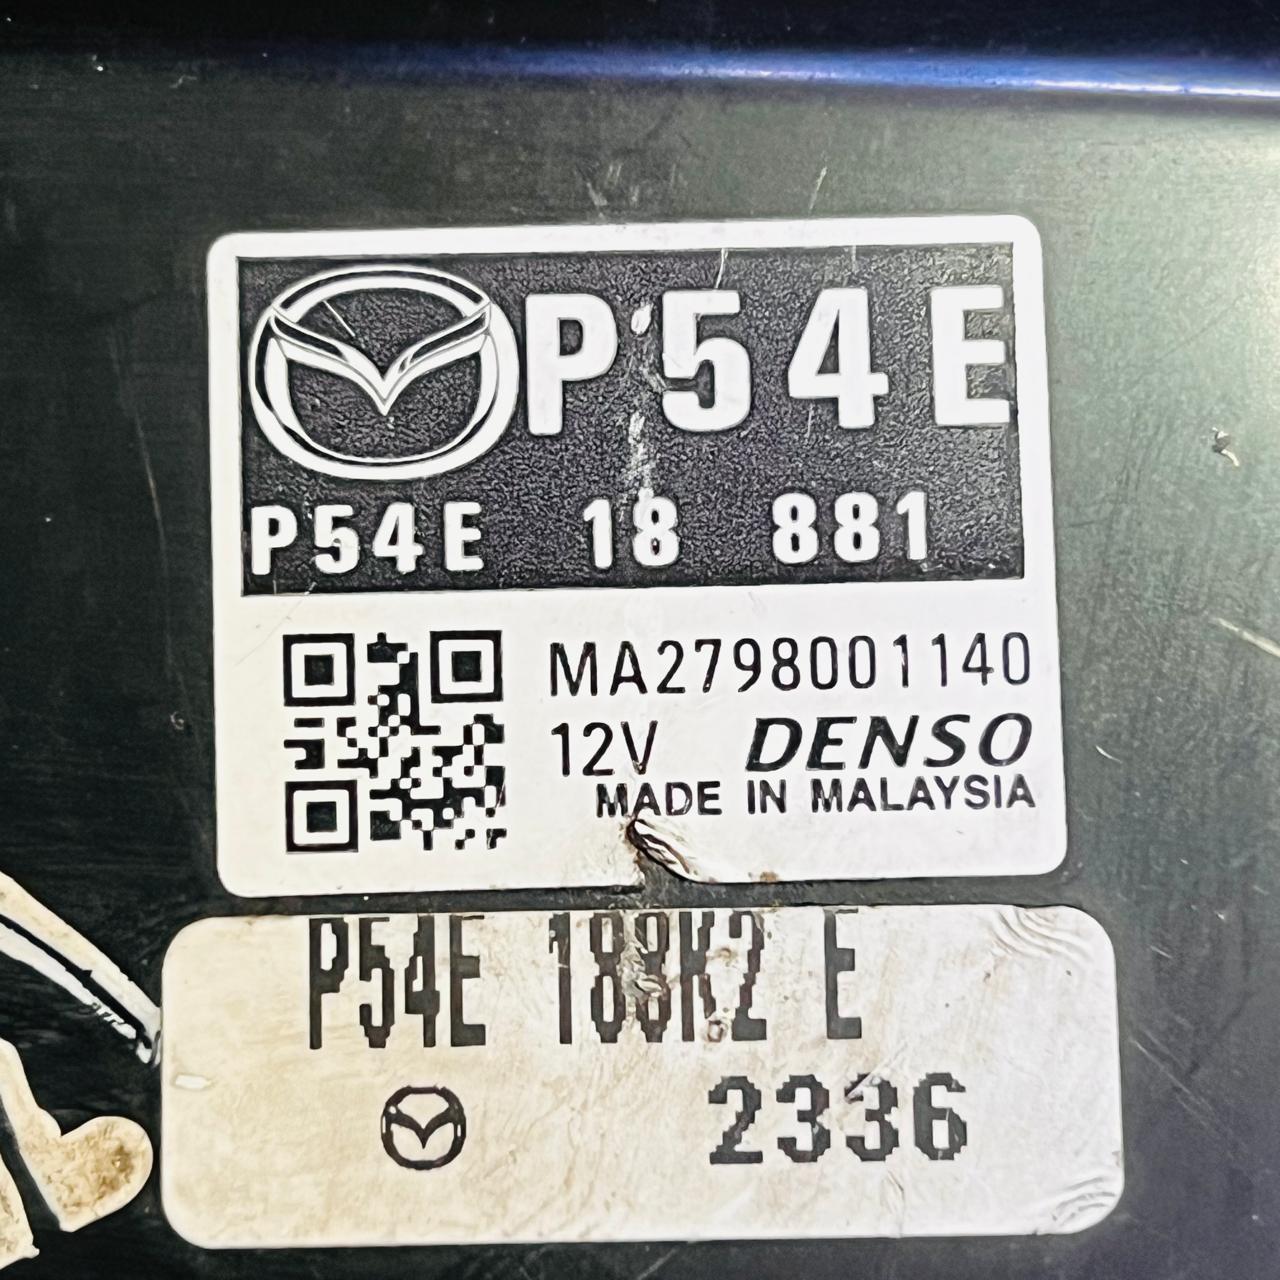 P54E
P54E 18 881
MA2798001140
12V DENSO
MADE IN MALAYSIA
P54E 188K2 E
2336